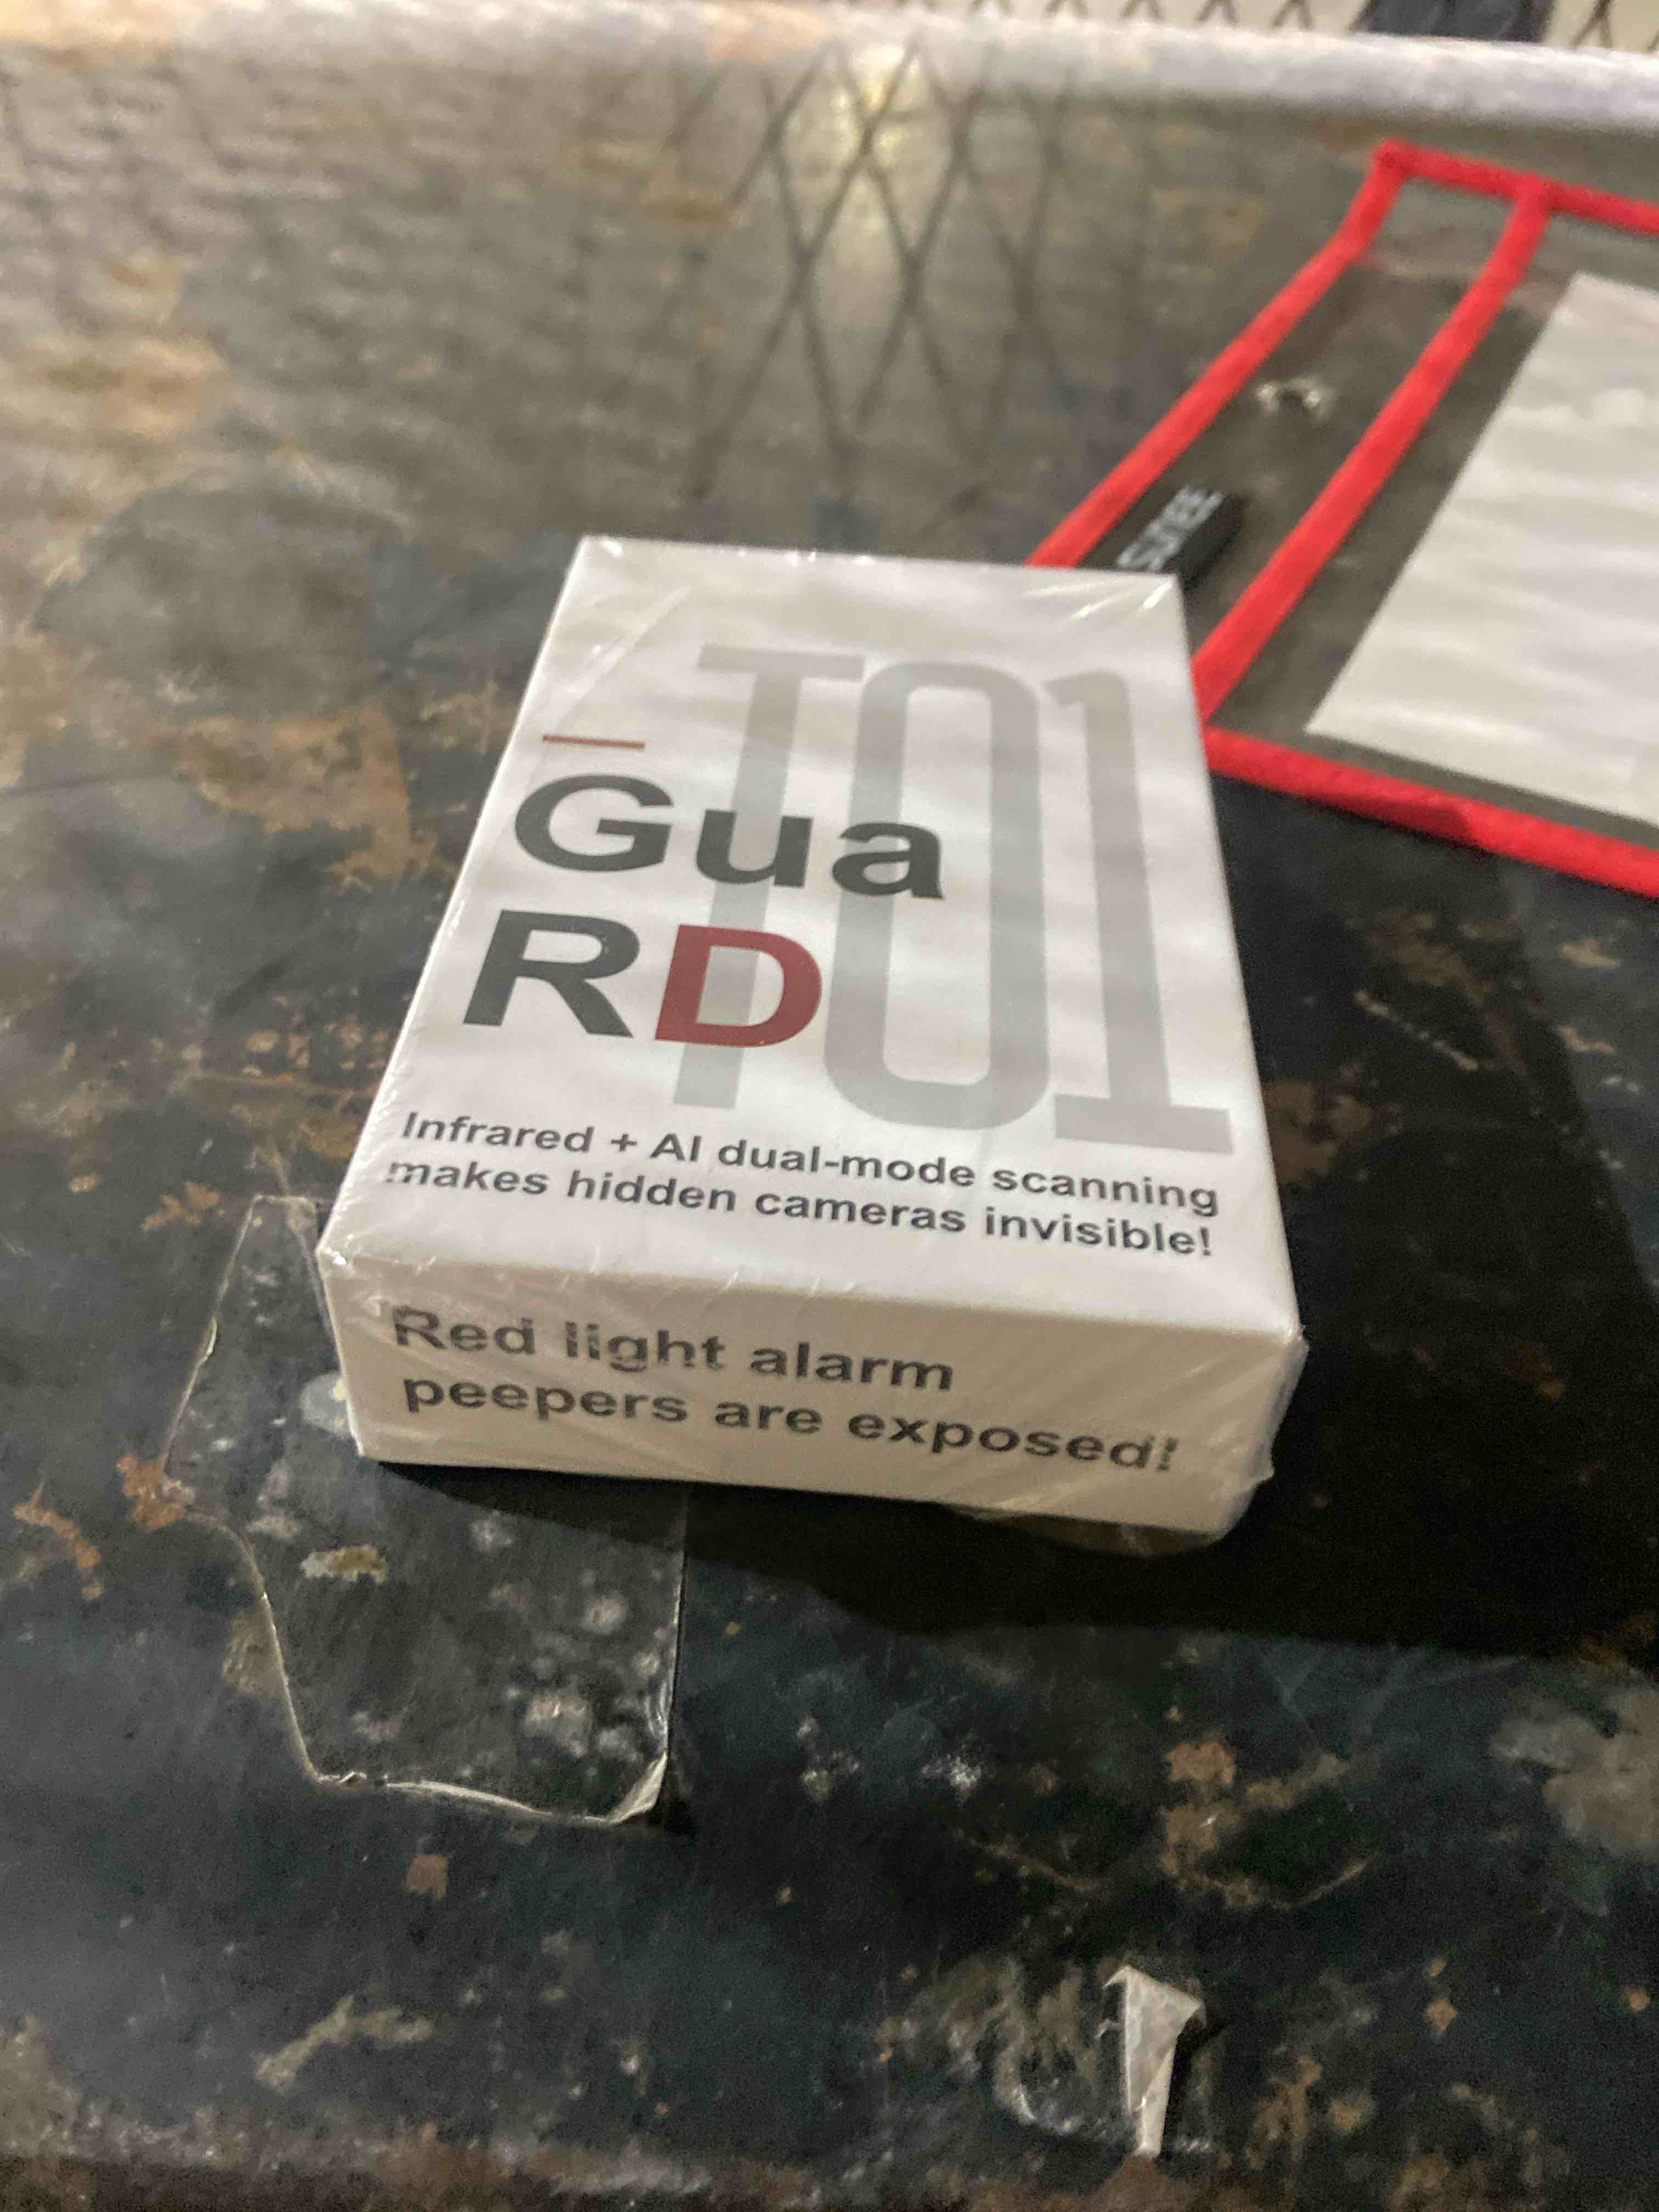 T01
Gua
RD
Infrared + AI dual-mode scanning
makes hidden cameras invisible!
Red light alarm
peepers are exposed!